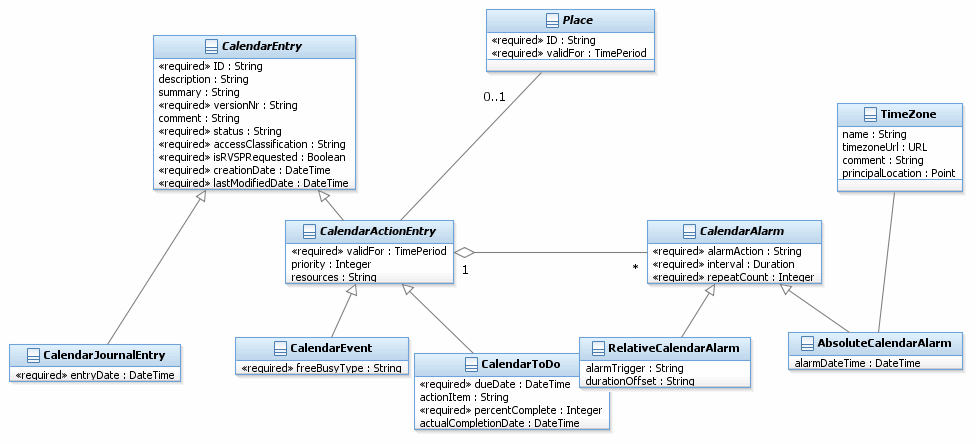 CalendarEntry
«required» ID : String
description : String
summary : String
«required» versionNr : String
comment : String
«required» status : String
«required» accessClassification : String
«required» isRVSPRequested : Boolean
«required» creationDate : DateTime
«required» lastModifiedDate : DateTime
Place
«required» ID : String
«required» validFor : TimePeriod
0..1
TimeZone
name : String
timezoneUrl : URL
comment : String
principalLocation : Point
CalendarActionEntry
«required» validFor : TimePeriod
priority : Integer
resources : String
1
*
CalendarAlarm
«required» alarmAction : String
«required» interval : Duration
«required» repeatCount : Integer
CalendarJournalEntry
«required» entryDate : DateTime
CalendarEvent
«required» freeBusyType : String
CalendarToDo
«required» dueDate : DateTime
actionItem : String
«required» percentComplete : Integer
actualCompletionDate : DateTime
RelativeCalendarAlarm
alarmTrigger : String
durationOffset : String
AbsoluteCalendarAlarm
alarmDateTime : DateTime